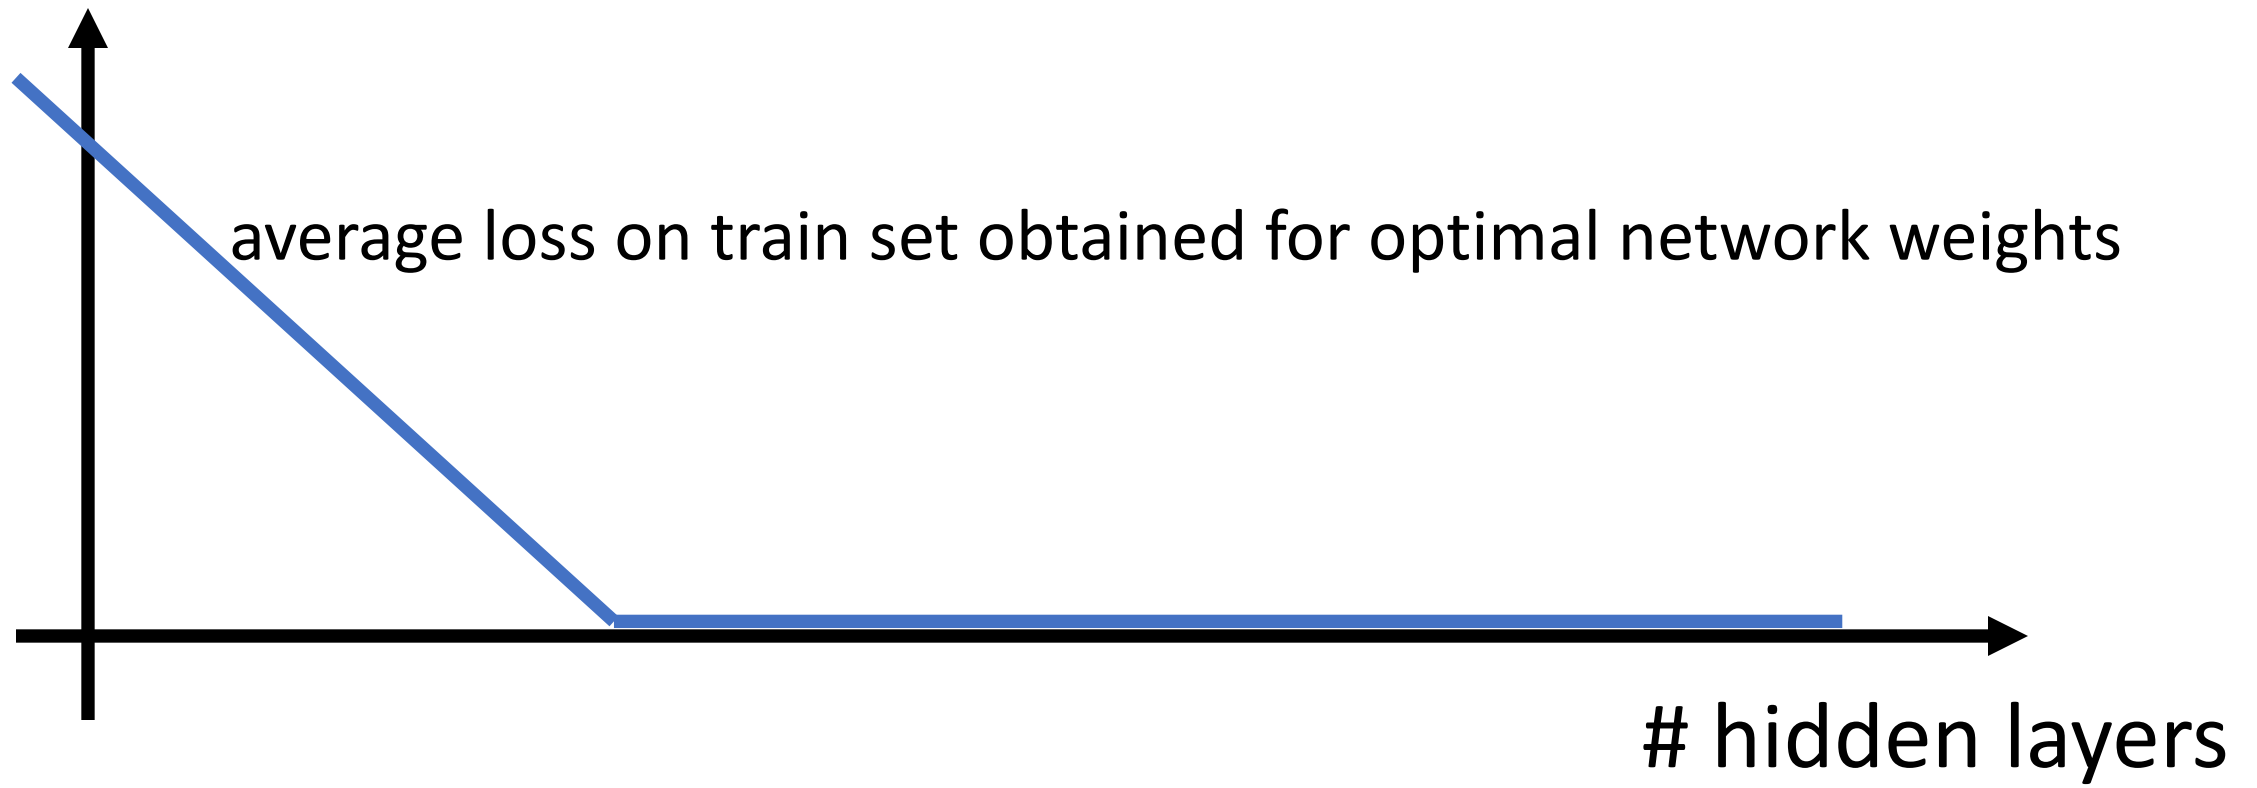 average loss on train set obtained for optimal network weights
# hidden layers